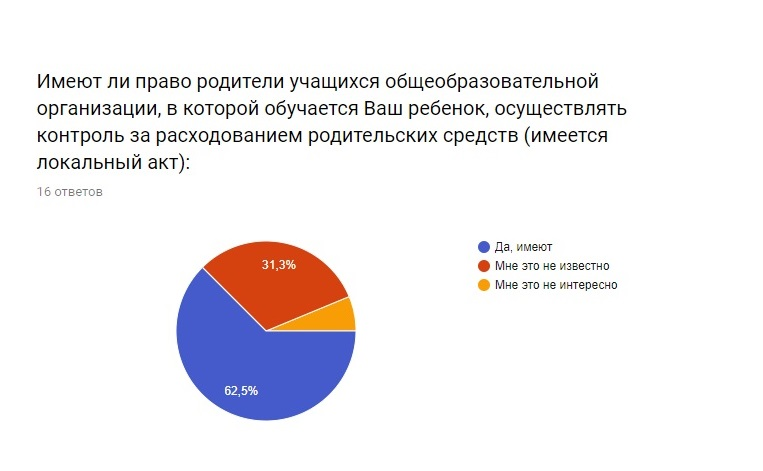 Имеют ли право родители учащихся общеобразовательной
организации, в которой обучается Ваш ребенок, осуществлять
контроль за расходованием родительских средств (имеется
локальный акт):
16 ответов
31,3%
62,5%
Да, имеют
Мне это не известно
Мне это не интересно